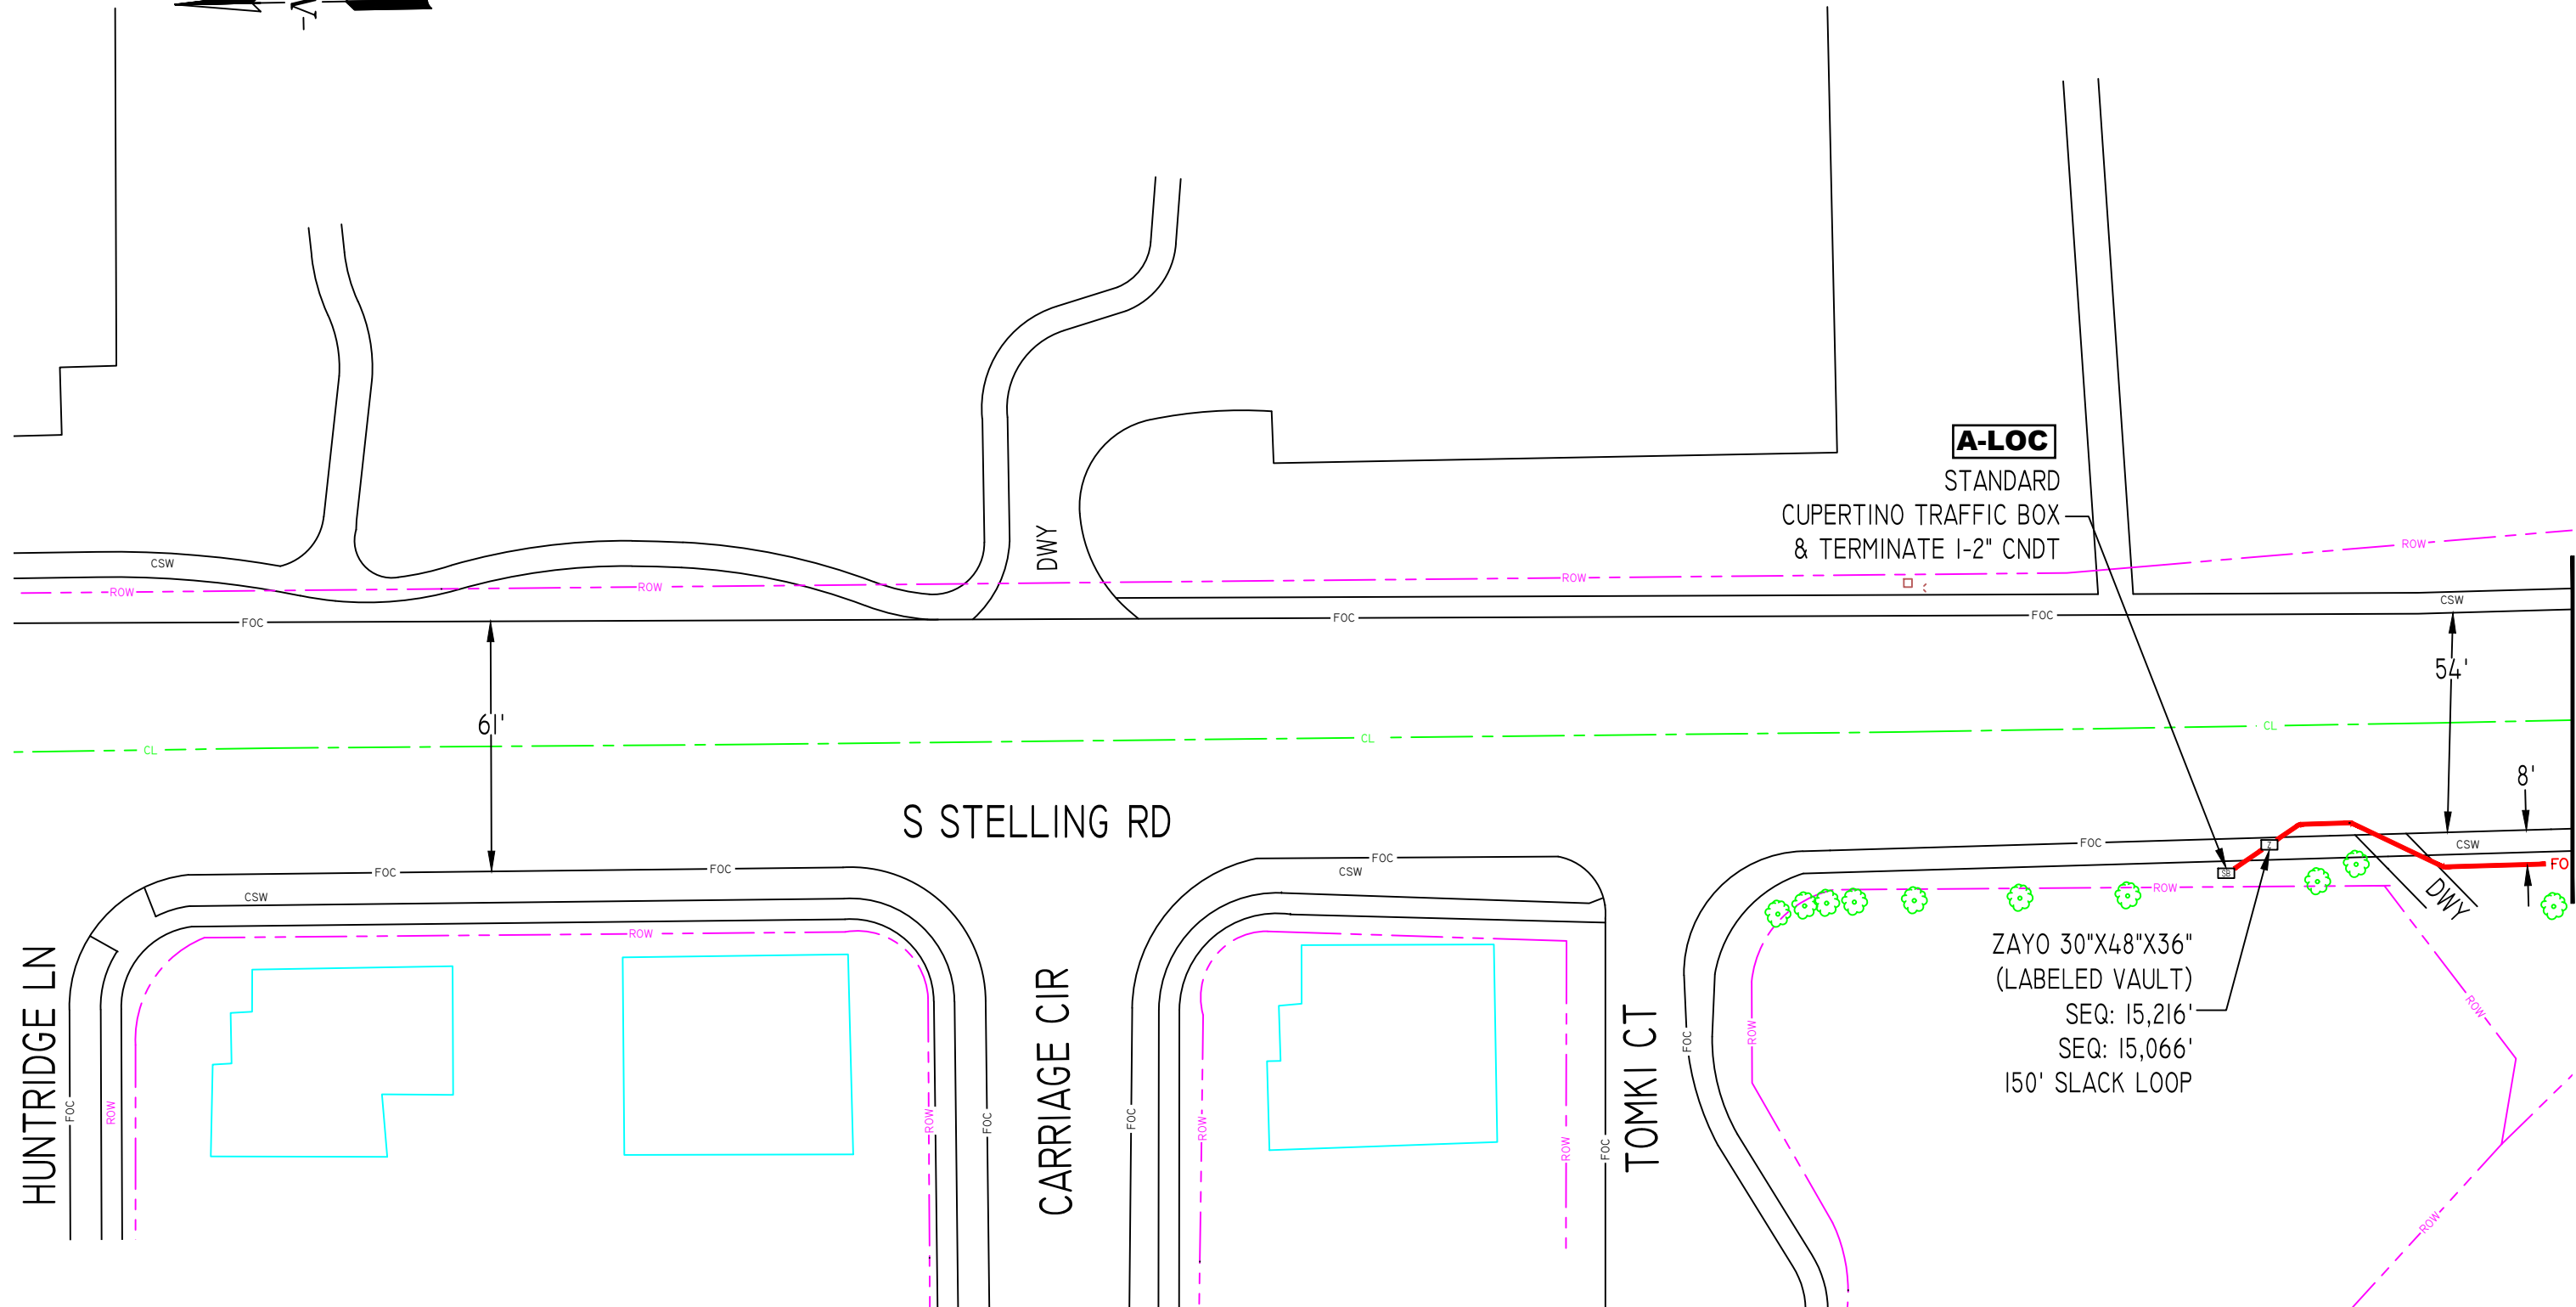 N
A-LOC
STANDARD
CUPERTINO TRAFFIC BOX
& TERMINATE 1-2" CNDT
DWY
CSW
ROW
ROW
ROW
ROW
CSW
FOC
FOC
FOC
54'
61'
CL
CL
CL
8'
S STELLING RD
FOC
FOC
FOC
CSW
FOC
CSW
CSW
SB
Z
FO
ROW
ROW
DWY
ZAYO 30"X48"X36"
(LABELED VAULT)
SEQ: 15,216'
SEQ: 15,066'
150' SLACK LOOP
HUNTRIDGE LN
FOC
ROW
ROW
FOC
CARRIAGE CIR
FOC
ROW
ROW
FOC
TOMKI CT
FOC
ROW
ROW
ROW